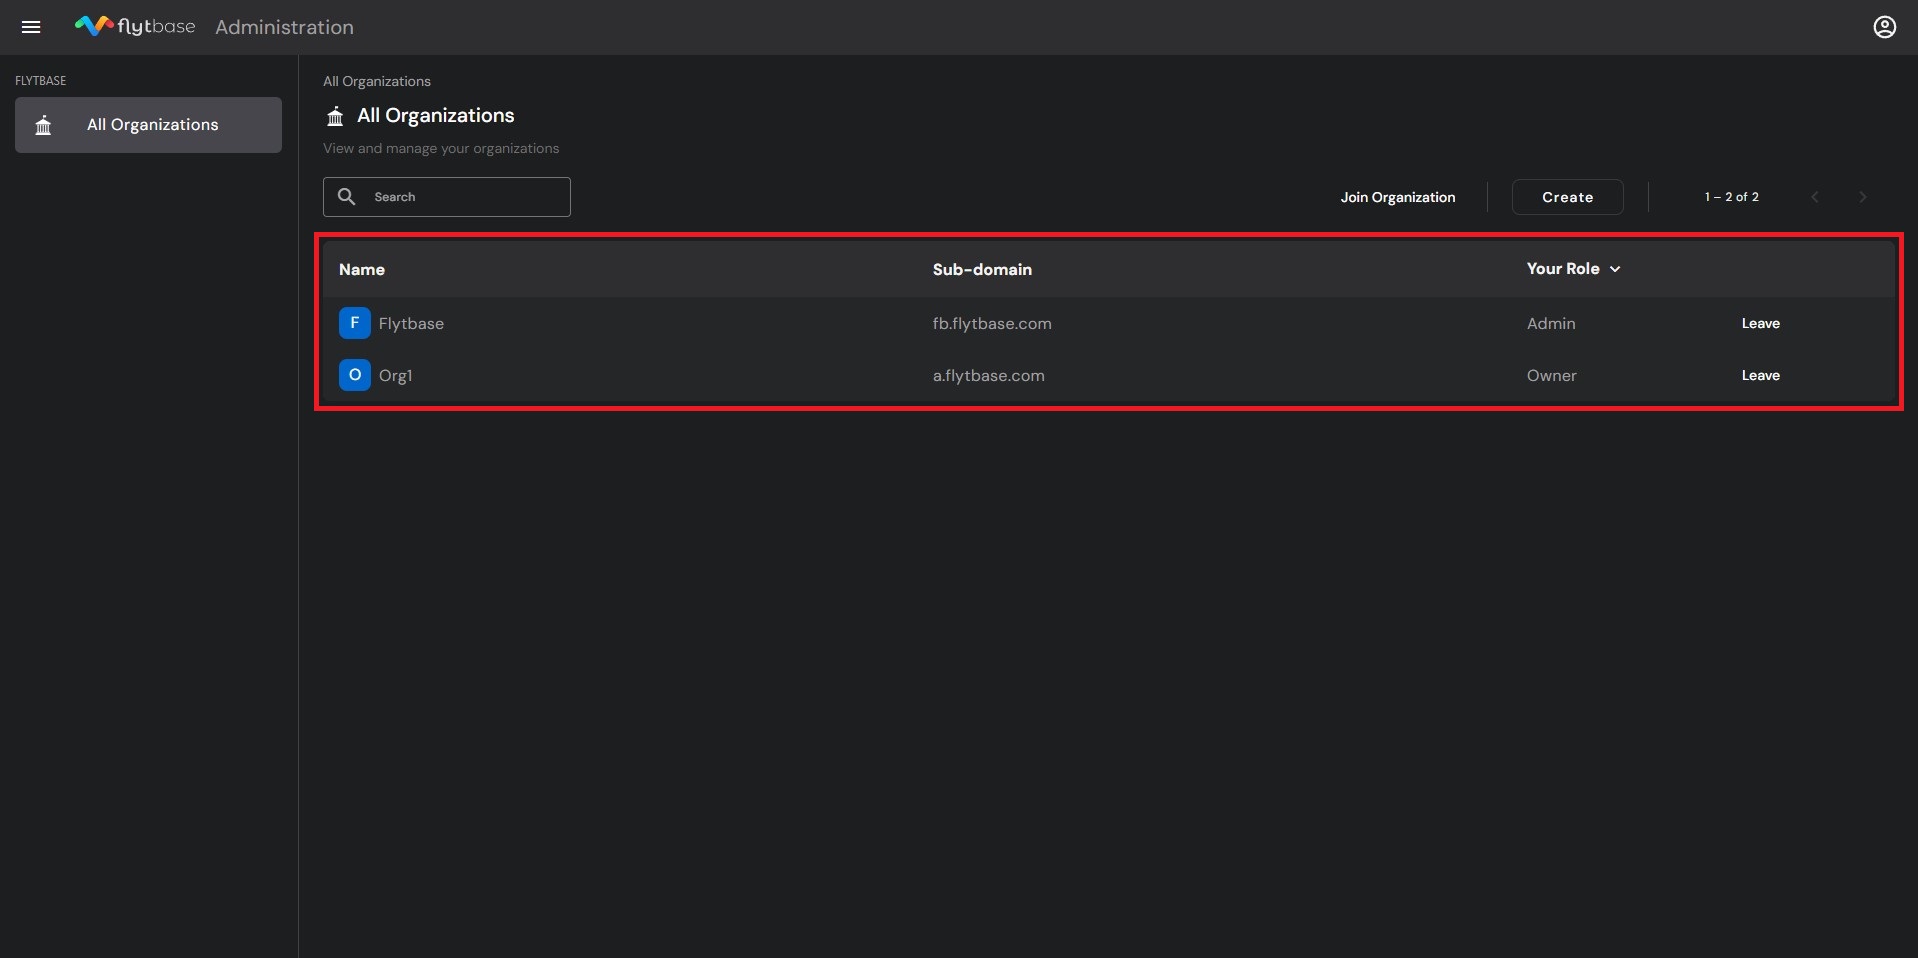 flytbase Administration
FLYTBASE
All Organizations
All Organizations
All Organizations
View and manage your organizations
Search
Join Organization
Create
1 – 2 of 2
Name Sub-domain Your Role
F Flytbase fb.flytbase.com Admin Leave
O Org1 a.flytbase.com Owner Leave